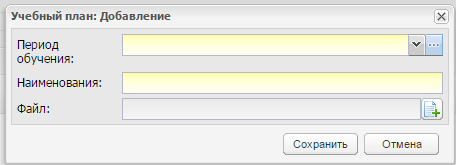 Учебный план: Добавление
Период
обучения:
Наименования:
Файл:
Сохранить Отмена